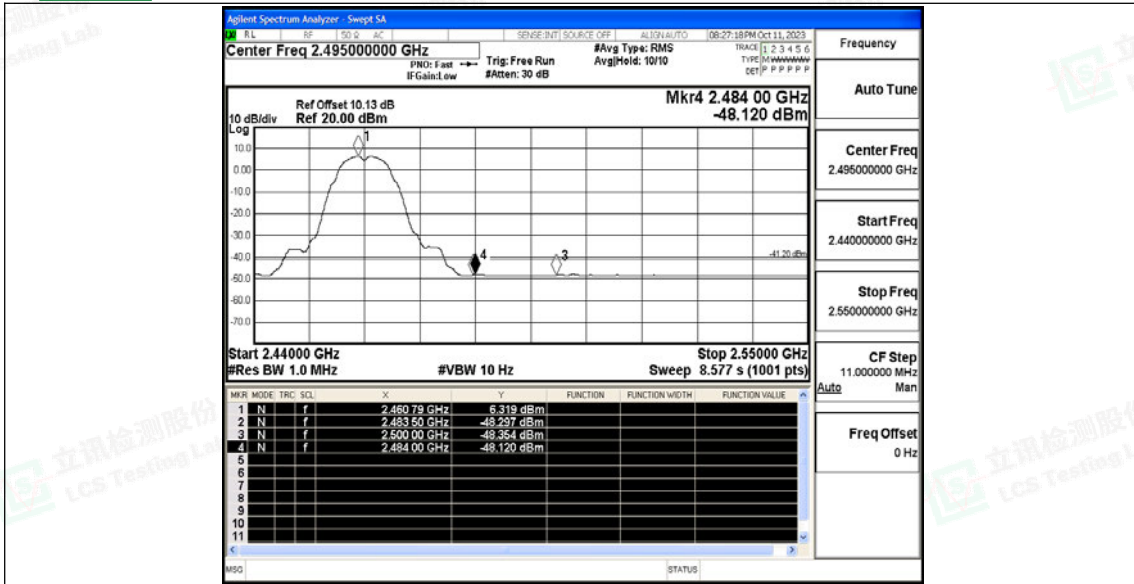 Agilent Spectrum Analyzer - Swept SA
RL RF 50 Ω AC SENSE:INT SOURCE OFF ALIGN AUTO 08:27:18 PM Oct 11, 2023
Center Freq 2.495000000 GHz #Avg Type: RMS TRACE 1 2 3 4 5 6
PNO: Fast Trig: Free Run Avg|Hold: 10/10 TYPE M WWWWW
IFGain:Low #Atten: 30 dB DET P P P P P P
Frequency
Mkr4 2.484 00 GHz
-48.120 dBm
Ref Offset 10.13 dB
10 dB/div Ref 20.00 dBm
Log
10.0
0.00
-10.0
-20.0
-30.0
-40.0
-50.0
-60.0
-70.0
1
4
3
-41.20 dBm
Start 2.44000 GHz Stop 2.55000 GHz
#Res BW 1.0 MHz #VBW 10 Hz Sweep 8.577 s (1001 pts)
MKR MODE TRC SCL X Y FUNCTION FUNCTION WIDTH FUNCTION VALUE
1 N f 2.460 79 GHz 6.319 dBm
2 N f 2.483 50 GHz -48.297 dBm
3 N f 2.500 00 GHz -48.354 dBm
4 N f 2.484 00 GHz -48.120 dBm
5
6
7
8
9
10
11
MSG STATUS
Auto Tune
Center Freq
2.495000000 GHz
Start Freq
2.440000000 GHz
Stop Freq
2.550000000 GHz
CF Step
11.000000 MHz
Auto Man
Freq Offset
0 Hz
立讯检测股份
LCS Testing Lab
立讯检测股份
LCS Testing